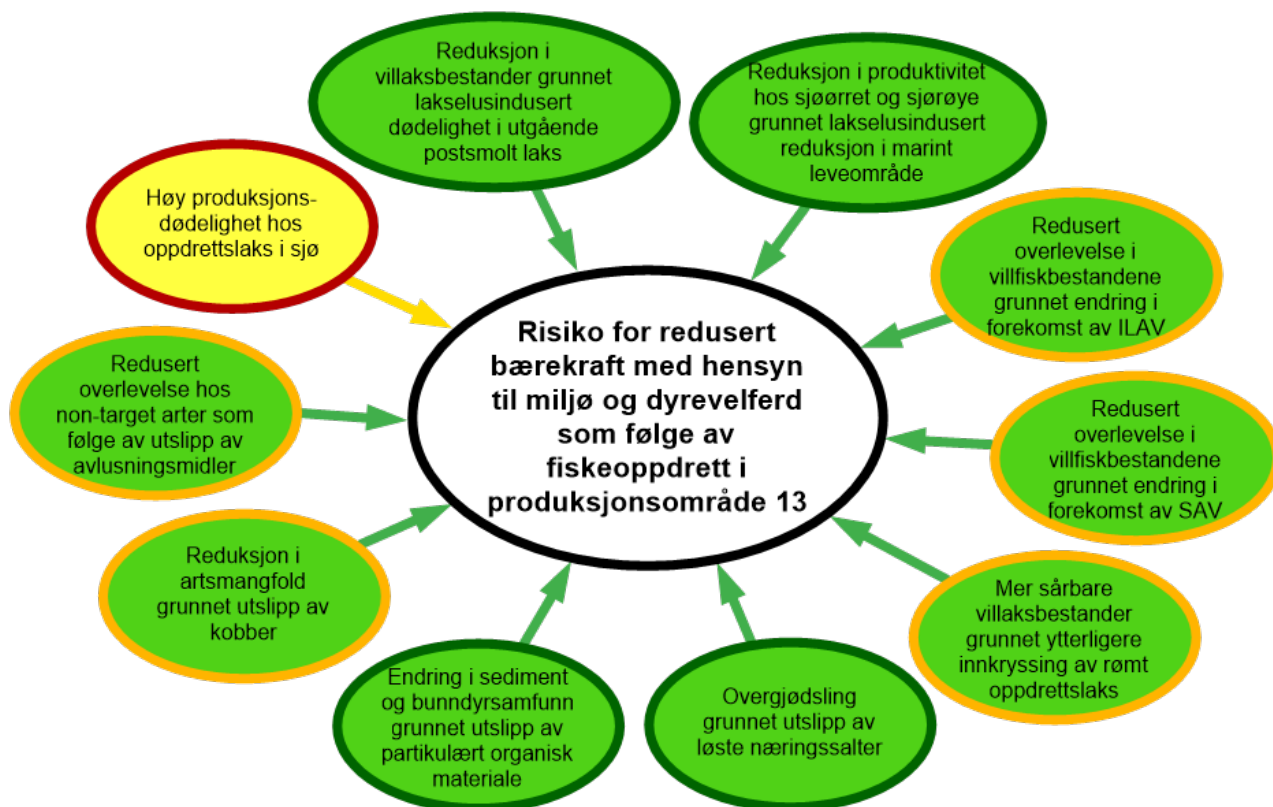 Reduksjon i
villaksbestander grunnet
lakselusindusert
dødelighet i utgående
postsmolt laks
Reduksjon i produktivitet
hos sjøørret og sjørøye
grunnet lakselusindusert
reduksjon i marint
leveområde
Høy produksjons-
dødelighet hos
oppdrettslaks i sjø
Redusert
overlevelse i
villfiskbestandene
grunnet endring i
forekomst av ILAV
Risiko for redusert
bærekraft med hensyn
til miljø og dyrevelferd
som følge av
fiskeoppdrett i
produksjonsområde 13
Redusert
overlevelse hos
non-target arter som
følge av utslipp av
avlusningsmidler
Redusert
overlevelse i
villfiskbestandene
grunnet endring i
forekomst av SAV
Reduksjon i
artsmangfold
grunnet utslipp av
kobber
Mer sårbare
villaksbestander
grunnet ytterligere
innkryssing av rømt
oppdrettslaks
Endring i sediment
og bunndyrsamfunn
grunnet utslipp av
partikulært organisk
materiale
Overgjødsling
grunnet utslipp av
løste næringssalter